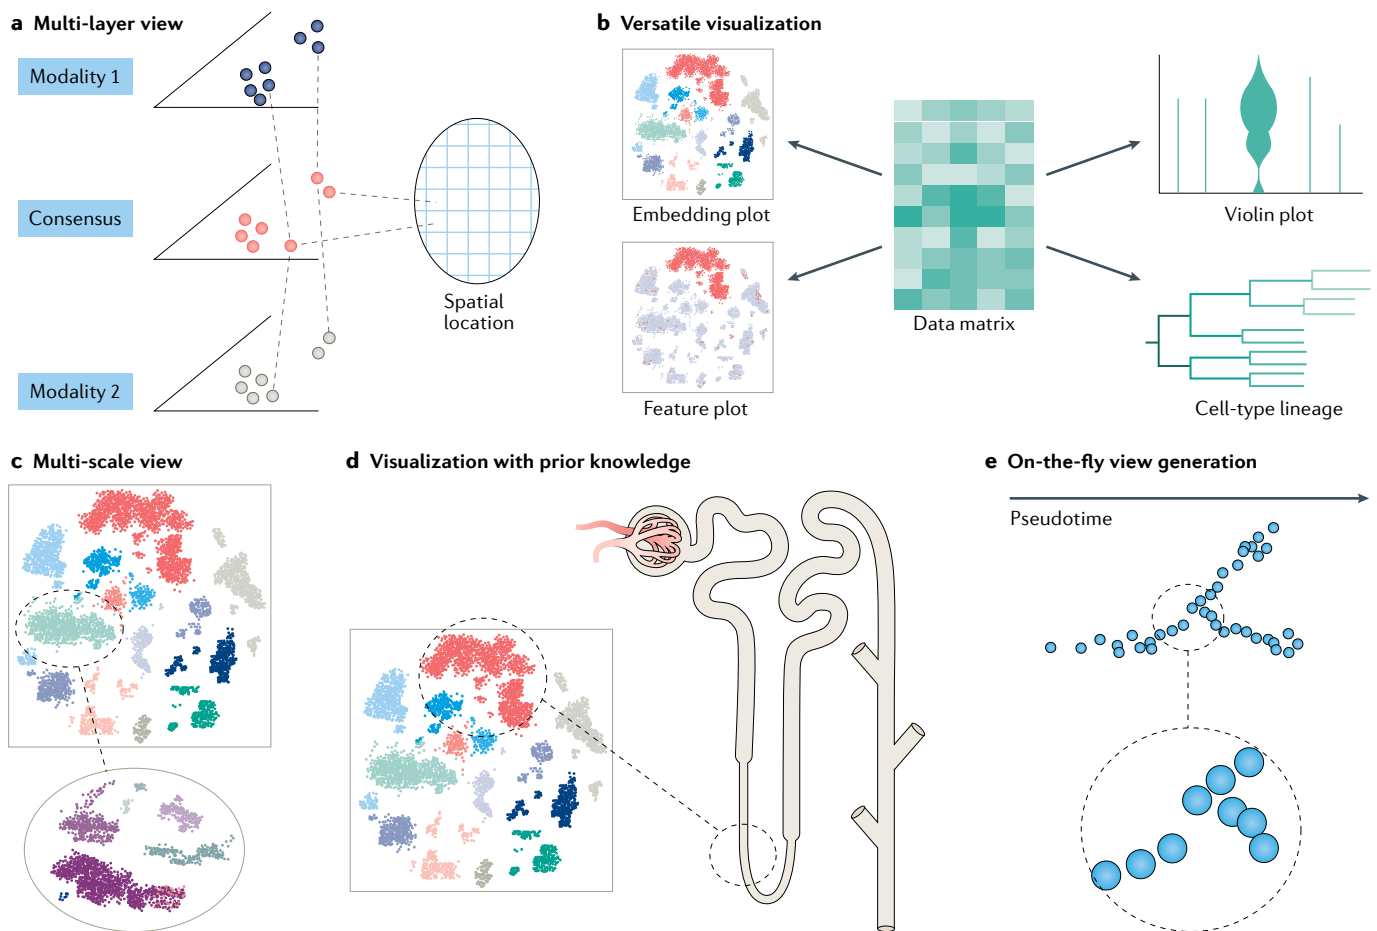 a Multi-layer view
Modality 1
Consensus
Modality 2
Spatial
location
b Versatile visualization
Embedding plot
Feature plot
Data matrix
Violin plot
Cell-type lineage
c Multi-scale view
d Visualization with prior knowledge
e On-the-fly view generation
Pseudotime